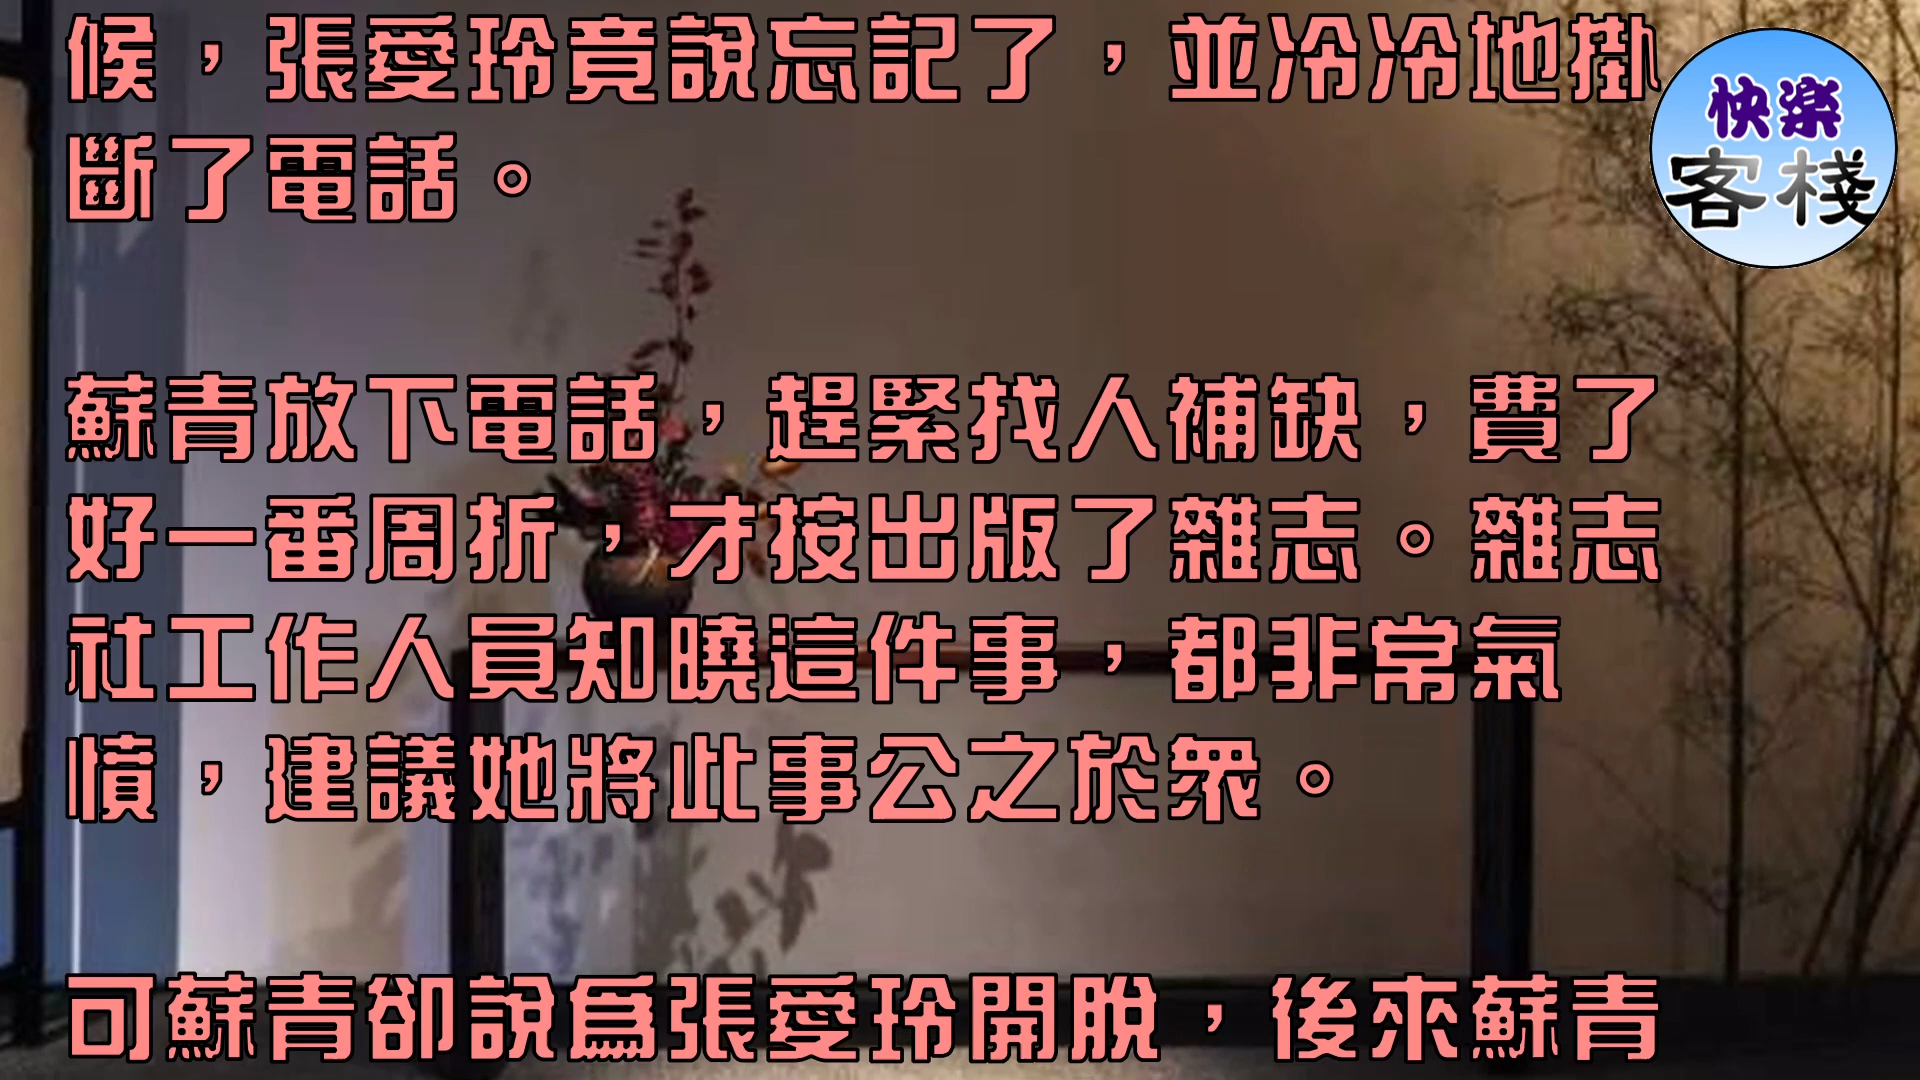 候，張愛玲竟說忘記了，並冷冷地掛
斷了電話。
蘇青放下電話，趕緊找人補缺，費了
好一番周折，才按出版了雜志。雜志
社工作人員知曉這件事，都非常氣
憤，建議她將此事公之於眾。
可蘇青卻說為張愛玲開脫，後來蘇青
快樂
客棧